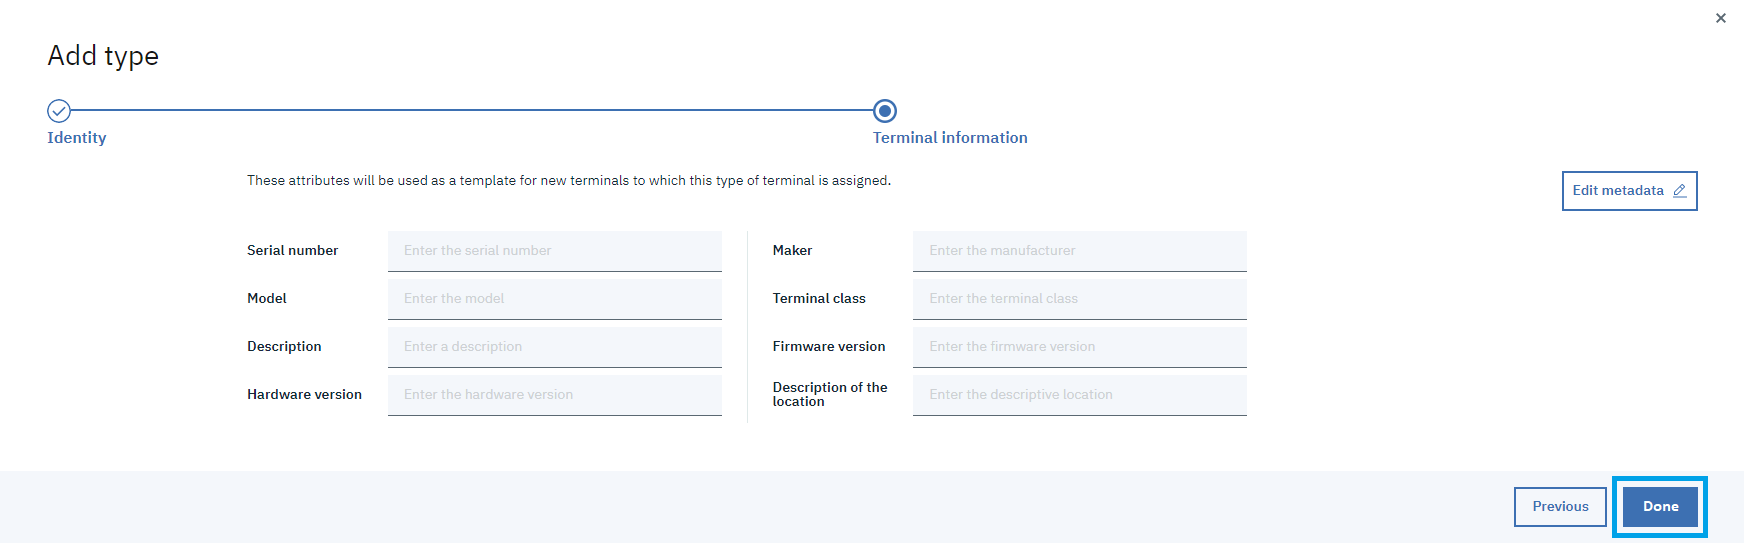 Add type
Identity
Terminal information
These attributes will be used as a template for new terminals to which this type of terminal is assigned.
Edit metadata
Serial number
Enter the serial number
Maker
Enter the manufacturer
Model
Enter the model
Terminal class
Enter the terminal class
Description
Enter a description
Firmware version
Enter the firmware version
Hardware version
Enter the hardware version
Description of the
location
Enter the descriptive location
Previous
Done